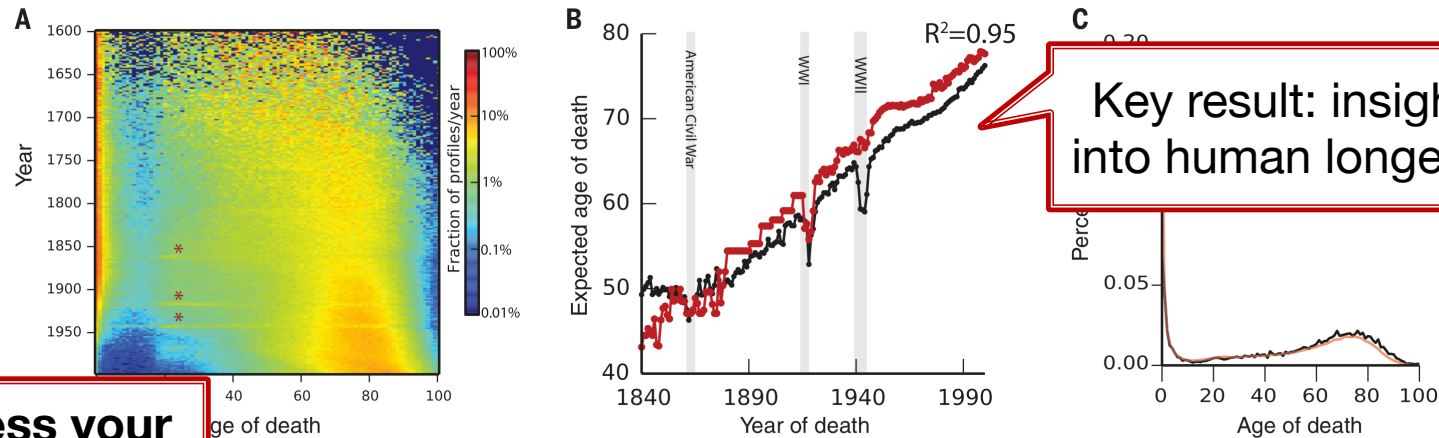 A
1600
1650
1700
1750
1800
1850
1900
1950
Year
*
*
*
40
60
80
100
ge of death
100%
10%
1%
0.1%
0.01%
Fraction of profiles/year
ess your
B
80
70
60
50
40
Expected age of death
R²=0.95
American Civil War
WWI
WWII
1840
1890
1940
1990
Year of death
C
Key result: insigh
into human longe
Perce
0.05
0.00
0
20
40
60
80
100
Age of death